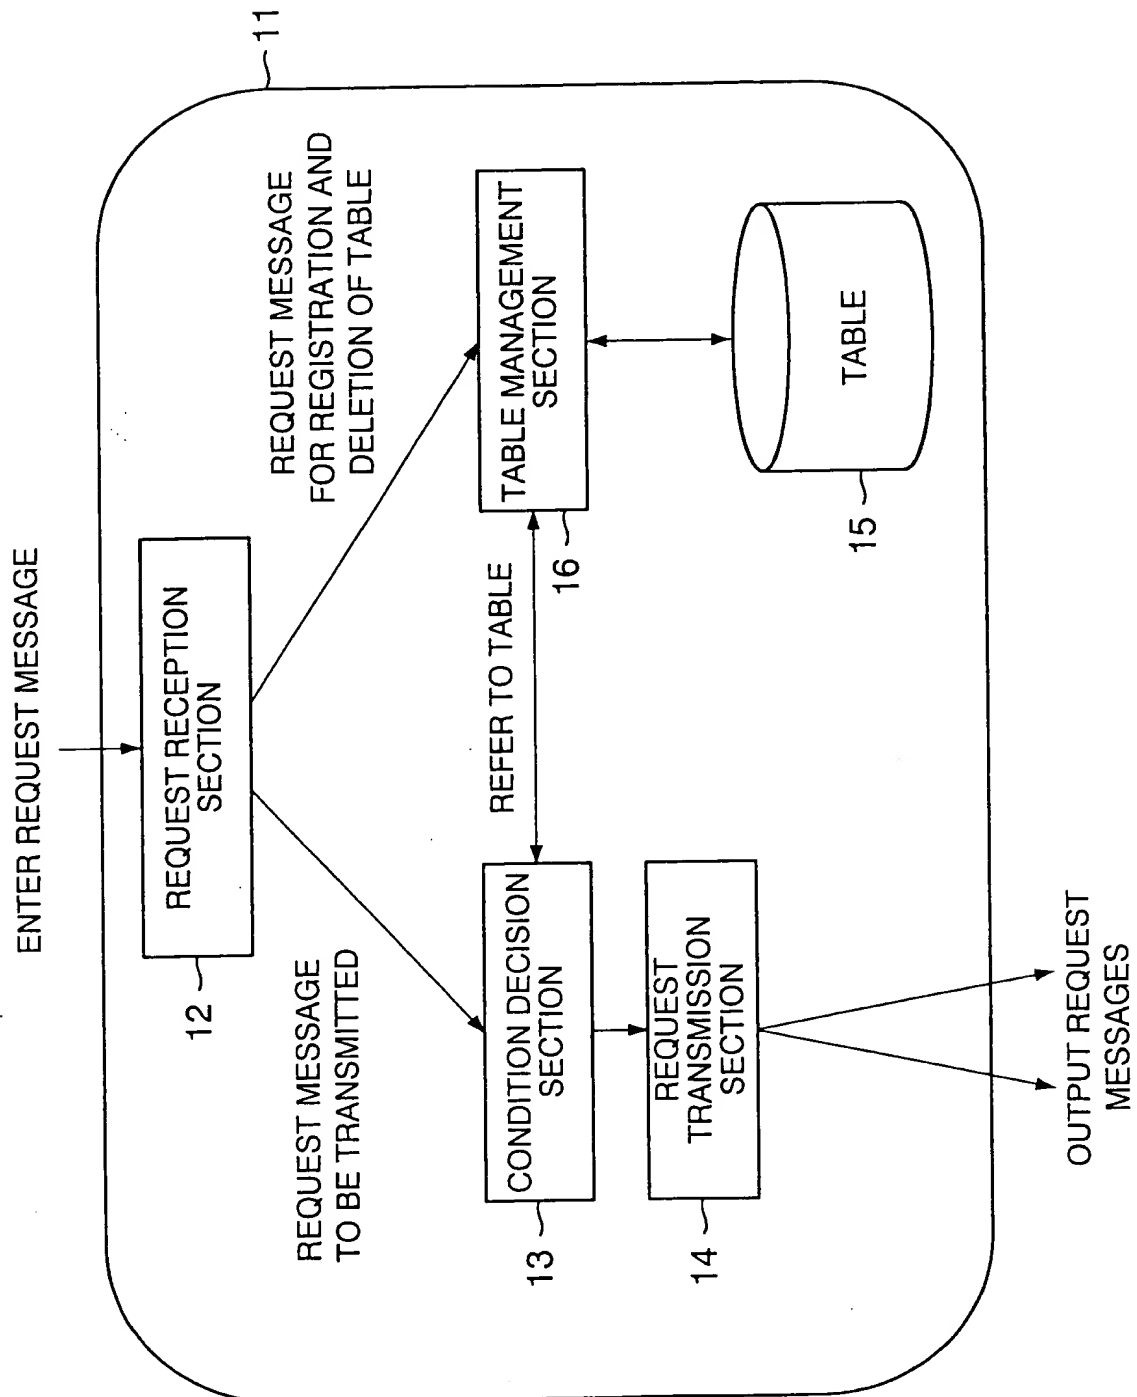 ENTER REQUEST MESSAGE
11
REQUEST RECEPTION
SECTION
12
REQUEST MESSAGE
TO BE TRANSMITTED
REQUEST MESSAGE
FOR REGISTRATION AND
DELETION OF TABLE
CONDITION DECISION
SECTION
13
REFER TO TABLE
TABLE MANAGEMENT
SECTION
16
REQUEST
TRANSMISSION
SECTION
14
TABLE
15
OUTPUT REQUEST
MESSAGES